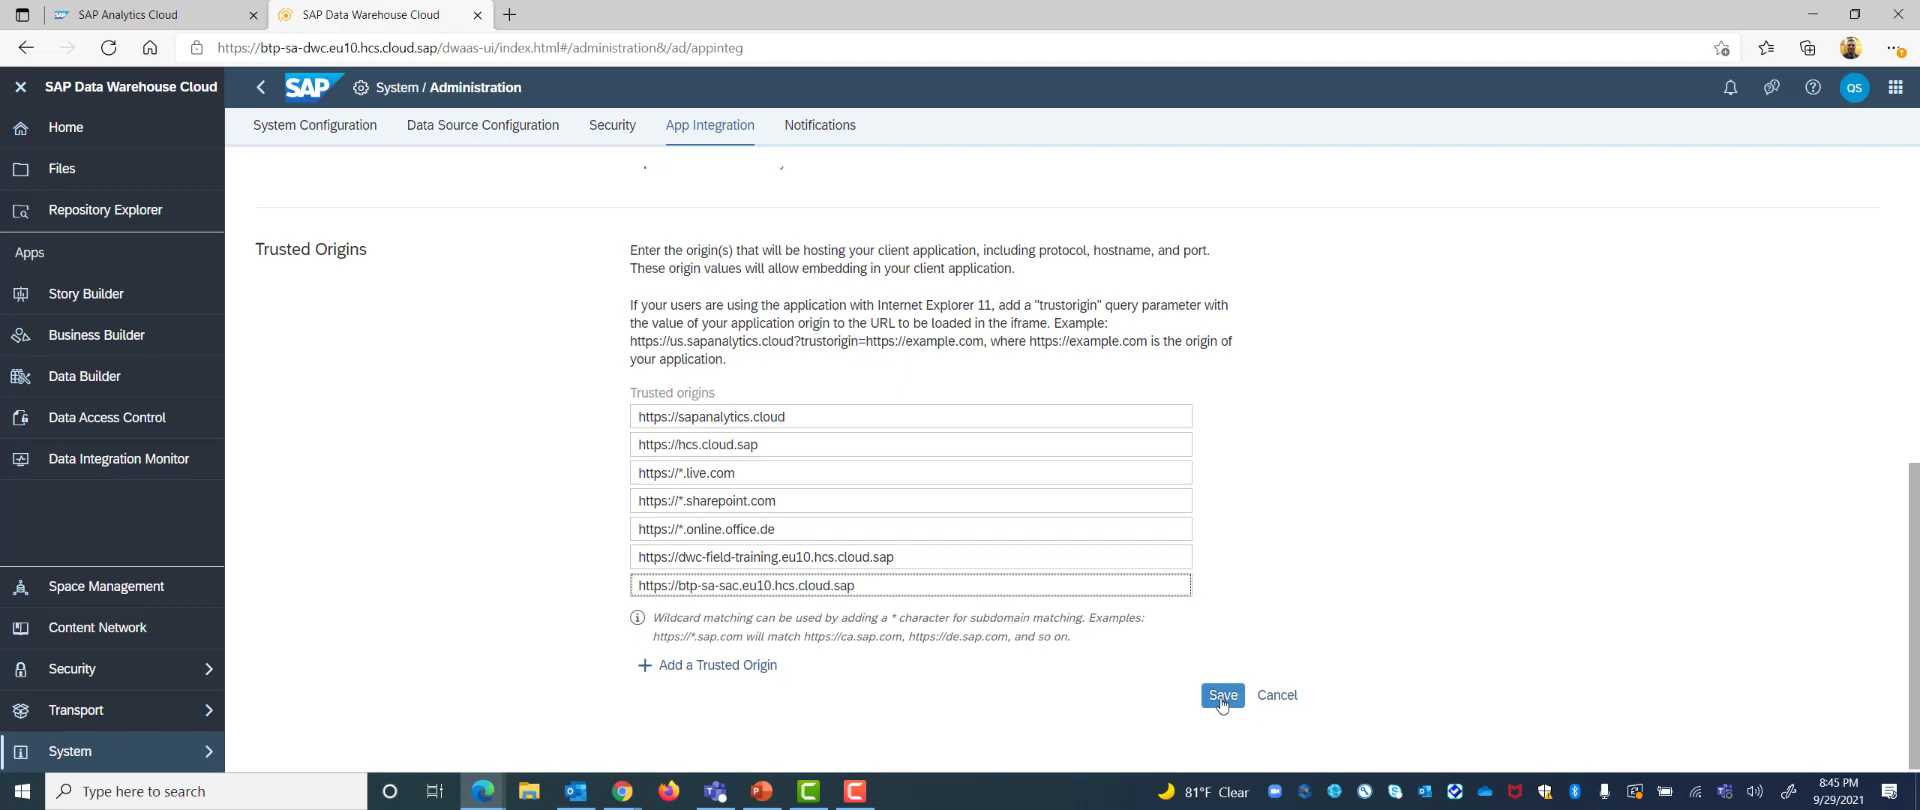 SAP Analytics Cloud
SAP Data Warehouse Cloud
https://btp-sa-dwc.eu10.hcs.cloud.sap/dwaas-ui/index.html#/administration&/ad/appinteg
SAP Data Warehouse Cloud
SAP
System / Administration
QS
Home
Files
Repository Explorer
Apps
Story Builder
Business Builder
Data Builder
Data Access Control
Data Integration Monitor
Space Management
Content Network
Security
Transport
System
System Configuration
Data Source Configuration
Security
App Integration
Notifications
Trusted Origins
Enter the origin(s) that will be hosting your client application, including protocol, hostname, and port.
These origin values will allow embedding in your client application.
If your users are using the application with Internet Explorer 11, add a "trustorigin" query parameter with
the value of your application origin to the URL to be loaded in the iframe. Example:
https://us.sapanalytics.cloud?trustorigin=https://example.com, where https://example.com is the origin of
your application.
Trusted origins
https://sapanalytics.cloud
https://hcs.cloud.sap
https://*.live.com
https://*.sharepoint.com
https://*.online.office.de
https://dwc-field-training.eu10.hcs.cloud.sap
https://btp-sa-sac.eu10.hcs.cloud.sap
Wildcard matching can be used by adding a * character for subdomain matching. Examples:
https://*.sap.com will match https://ca.sap.com, https://de.sap.com, and so on.
Add a Trusted Origin
Save
Cancel
Type here to search
81°F Clear
8:45 PM
9/29/2021